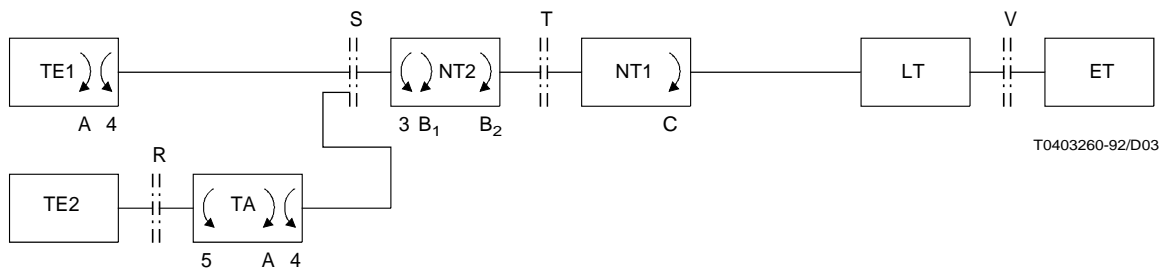 S T V
TE1 NT2 NT1 LT ET
A 4 3 B1 B2 C
T0403260-92/D03
R
TE2 TA
5 A 4